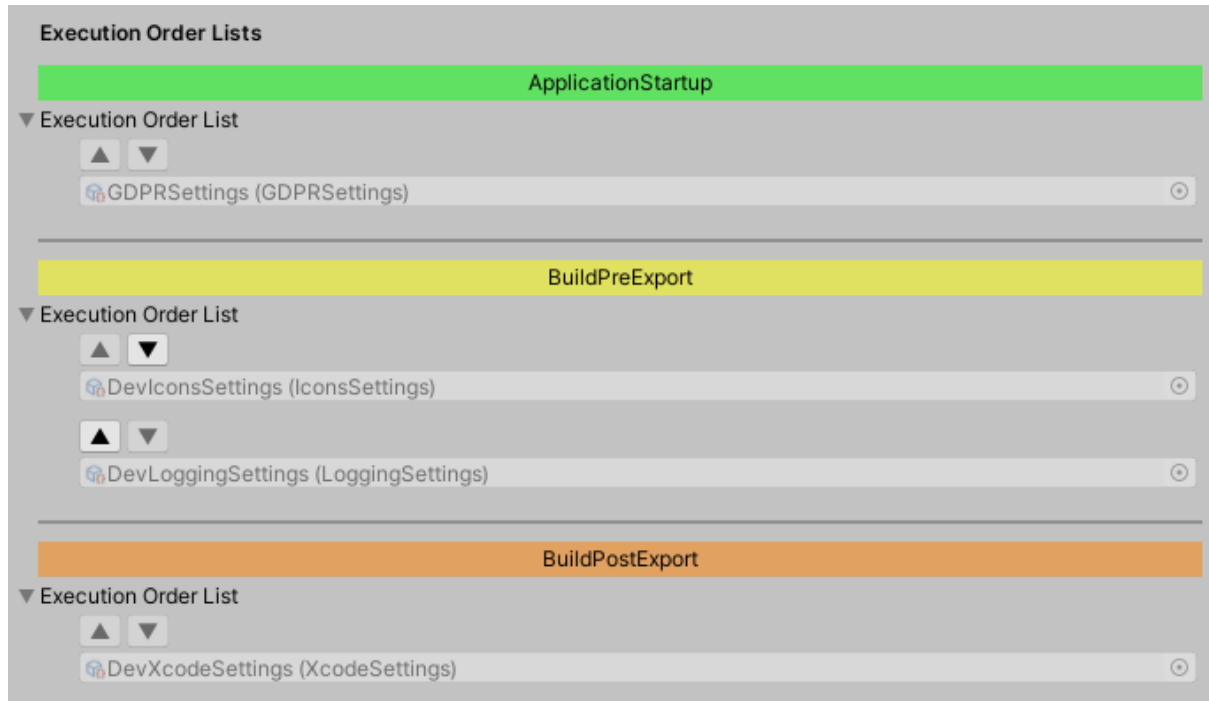 Execution Order Lists
ApplicationStartup
Execution Order List
GDPRSettings (GDPRSettings)
BuildPreExport
Execution Order List
DevIconsSettings (IconsSettings)
DevLoggingSettings (LoggingSettings)
BuildPostExport
Execution Order List
DevXcodeSettings (XcodeSettings)